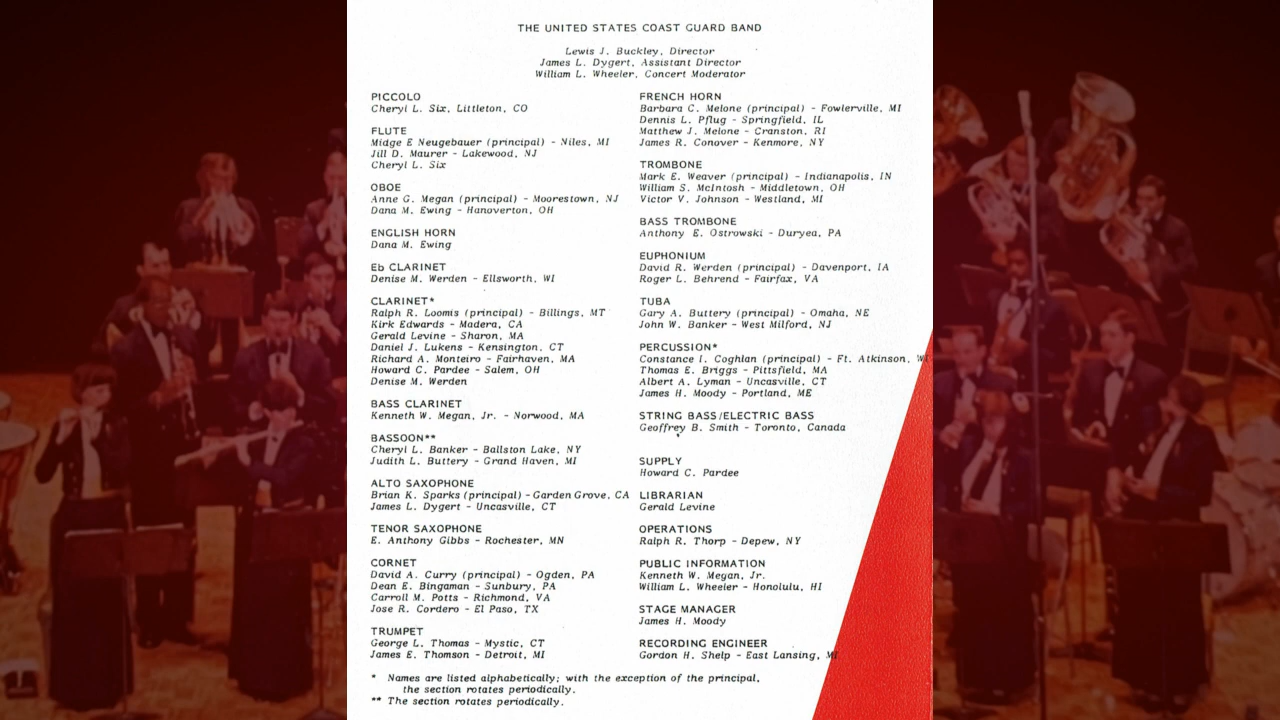 THE UNITED STATES COAST GUARD BAND
Lewis J. Buckley, Director
James L. Dygert, Assistant Director
William L. Wheeler, Concert Moderator
PICCOLO
Cheryl L. Six, Littleton, CO
FLUTE
Midge E Neugebauer (principal) - Niles, MI
Jill D. Maurer - Lakewood, NJ
Cheryl L. Six
OBOE
Anne G. Megan (principal) - Moorestown, NJ
Dana M. Ewing - Hanoverton, OH
ENGLISH HORN
Dana M. Ewing
Eb CLARINET
Denise M. Werden - Ellsworth, WI
CLARINET*
Ralph R. Loomis (principal) - Billings, MT
Kirk Edwards - Madera, CA
Gerald Levine - Sharon, MA
Daniel J. Lukens - Kensington, CT
Richard A. Monteiro - Fairhaven, MA
Howard C. Pardee - Salem, OH
Denise M. Werden
BASS CLARINET
Kenneth W. Megan, Jr. - Norwood, MA
BASSOON**
Cheryl L. Banker - Ballston Lake, NY
Judith L. Buttery - Grand Haven, MI
ALTO SAXOPHONE
Brian K. Sparks (principal) - Garden Grove, CA
James L. Dygert - Uncasville, CT
TENOR SAXOPHONE
E. Anthony Gibbs - Rochester, MN
CORNET
David A. Curry (principal) - Ogden, PA
Dean E. Bingaman - Sunbury, PA
Carroll M. Potts - Richmond, VA
Jose R. Cordero - El Paso, TX
TRUMPET
George L. Thomas - Mystic, CT
James E. Thomson - Detroit, MI
FRENCH HORN
Barbara C. Melone (principal) - Fowlerville, MI
Dennis L. Pflug - Springfield, IL
Matthew J. Melone - Cranston, RI
James R. Conover - Kenmore, NY
TROMBONE
Mark E. Weaver (principal) - Indianapolis, IN
William S. McIntosh - Middletown, OH
Victor V. Johnson - Westland, MI
BASS TROMBONE
Anthony E. Ostrowski - Duryea, PA
EUPHONIUM
David R. Werden (principal) - Davenport, IA
Roger L. Behrend - Fairfax, VA
TUBA
Gary A. Buttery (principal) - Omaha, NE
John W. Banker - West Milford, NJ
PERCUSSION*
Constance I. Coghlan (principal) - Ft. Atkinson, WI
Thomas E. Briggs - Pittsfield, MA
Albert A. Lyman - Uncasville, CT
James H. Moody - Portland, ME
STRING BASS/ELECTRIC BASS
Geoffrey B. Smith - Toronto, Canada
SUPPLY
Howard C. Pardee
LIBRARIAN
Gerald Levine
OPERATIONS
Ralph R. Thorp - Depew, NY
PUBLIC INFORMATION
Kenneth W. Megan, Jr.
William L. Wheeler - Honolulu, HI
STAGE MANAGER
James H. Moody
RECORDING ENGINEER
Gordon H. Shelp - East Lansing, MI
* Names are listed alphabetically; with the exception of the principal,
the section rotates periodically.
** The section rotates periodically.